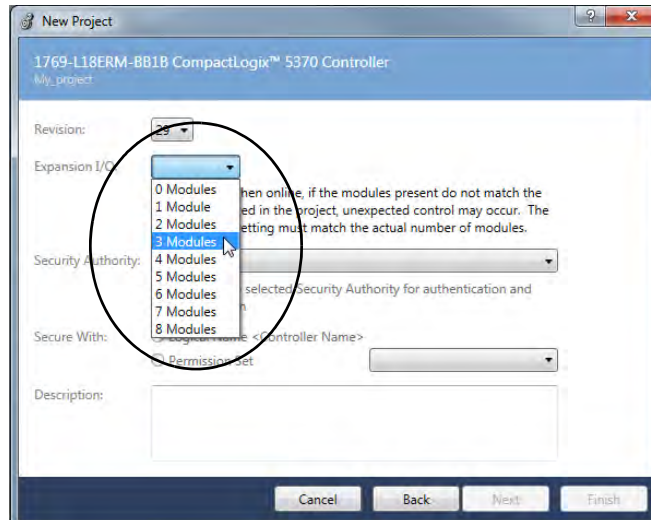 New Project
1769-L18ERM-BB1B CompactLogix™ 5370 Controller
My_project
Revision:
29
Expansion I/O:
0 Modules
hen online, if the modules present do not match the
1 Module
ed in the project, unexpected control may occur. The
2 Modules
etting must match the actual number of modules.
3 Modules
Security Authority:
4 Modules
5 Modules
selected Security Authority for authentication and
6 Modules
7 Modules
8 Modules
Secure With:
Logical Name <Controller Name>
Permission Set
Description:
Cancel
Back
Next
Finish